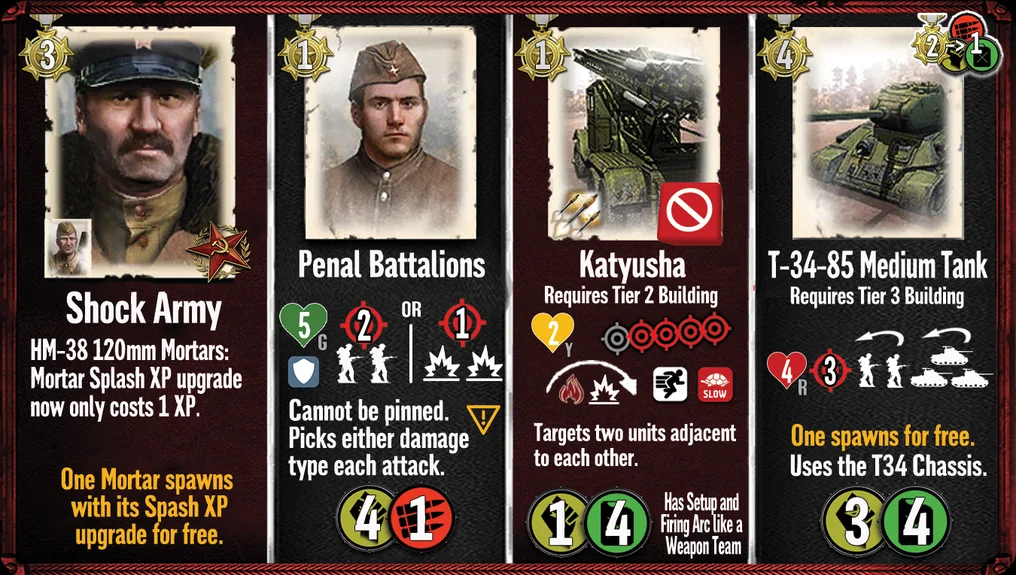 3
Shock Army
HM-38 120mm Mortars:
Mortar Splash XP upgrade
now only costs 1 XP.
One Mortar spawns
with its Spash XP
upgrade for free.
1
Penal Battalions
5 G 2 OR 1
Cannot be pinned.
Picks either damage
type each attack.
4 1
1
Katyusha
Requires Tier 2 Building
2 Y
SLOW
Targets two units adjacent
to each other.
1 4
Has Setup and
Firing Arc like a
Weapon Team
4
2->1
T-34-85 Medium Tank
Requires Tier 3 Building
4 R 3
One spawns for free.
Uses the T34 Chassis.
3 4